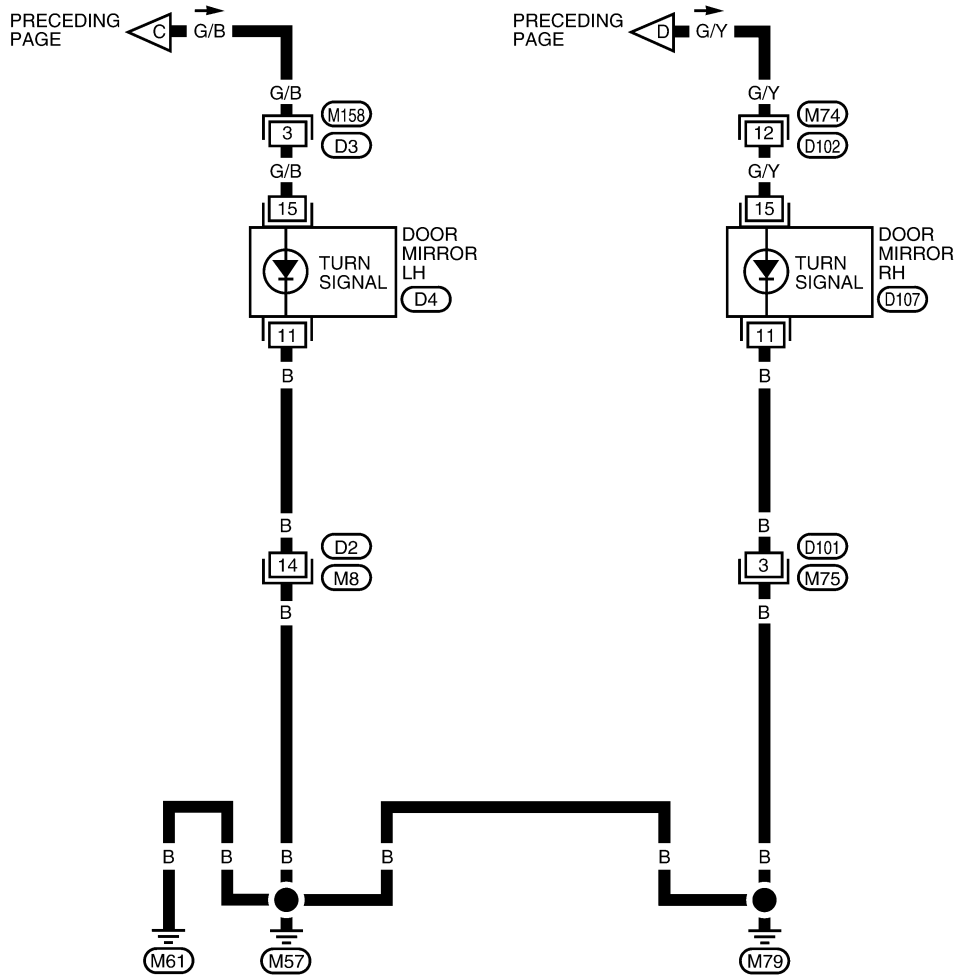 PRECEDING
PAGE
C
G/B
PRECEDING
PAGE
D
G/Y
G/B
G/Y
3
M158
D3
12
M74
D102
G/B
G/Y
15
15
TURN
SIGNAL
DOOR
MIRROR
LH
D4
TURN
SIGNAL
DOOR
MIRROR
RH
D107
11
11
B
B
B
B
14
D2
M8
3
D101
M75
B
B
B
B
B
B
B
B
M61
M57
M79